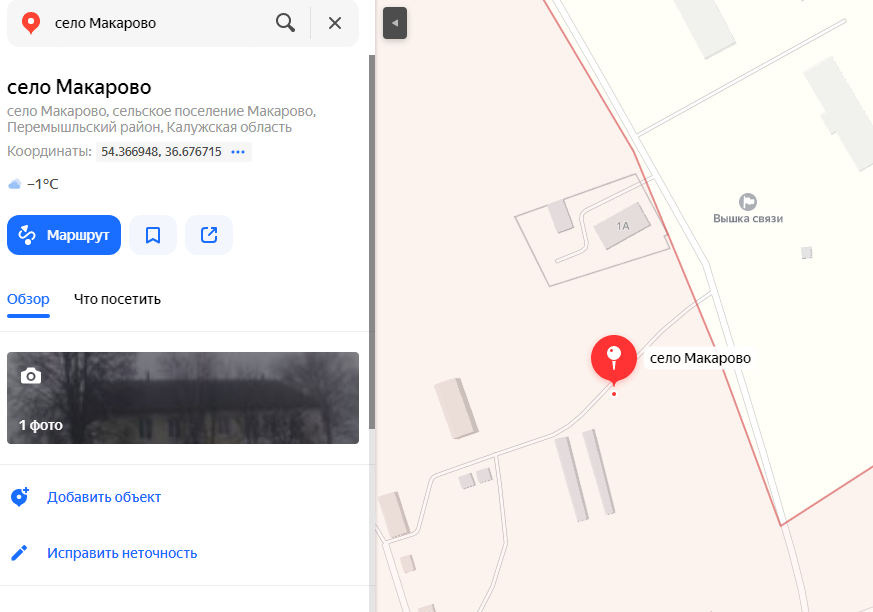 село Макарово
село Макарово
село Макарово, сельское поселение Макарово,
Перемышльский район, Калужская область
Координаты: 54.366948, 36.676715 •••
−1°C
Маршрут
Обзор Что посетить
1 фото
Добавить объект
Исправить неточность
1А
Вышка связи
село Макарово